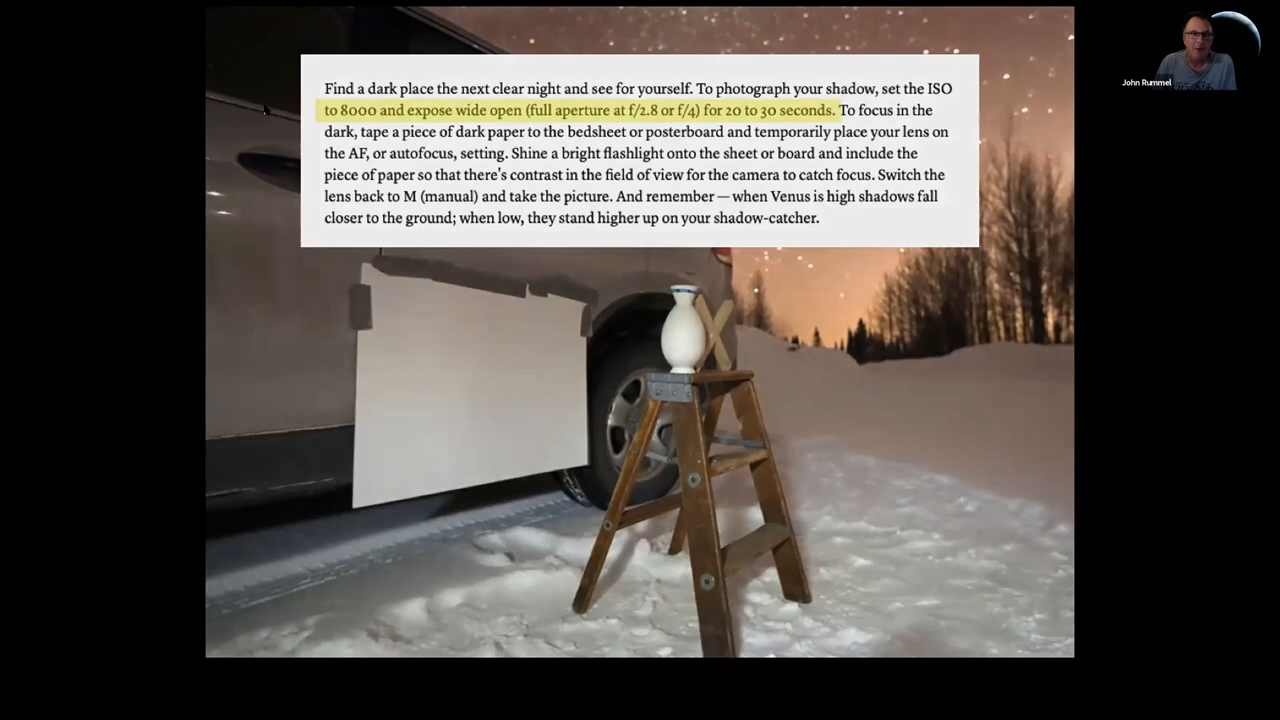 Find a dark place the next clear night and see for yourself. To photograph your shadow, set the ISO
to 8000 and expose wide open (full aperture at f/2.8 or f/4) for 20 to 30 seconds. To focus in the
dark, tape a piece of dark paper to the bedsheet or posterboard and temporarily place your lens on
the AF, or autofocus, setting. Shine a bright flashlight onto the sheet or board and include the
piece of paper so that there's contrast in the field of view for the camera to catch focus. Switch the
lens back to M (manual) and take the picture. And remember — when Venus is high shadows fall
closer to the ground; when low, they stand higher up on your shadow-catcher.
John Rummel